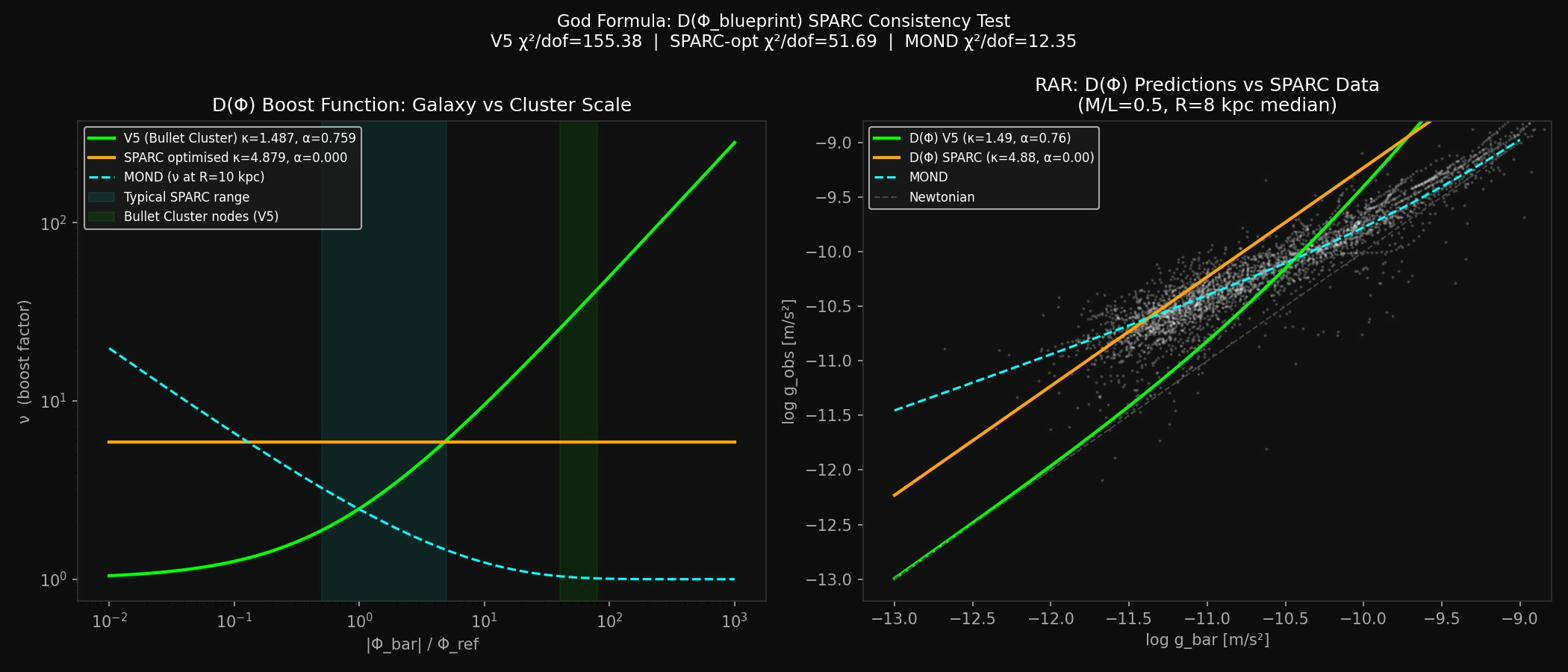 God Formula: D(Φ_blueprint) SPARC Consistency Test
V5 χ²/dof=155.38 | SPARC-opt χ²/dof=51.69 | MOND χ²/dof=12.35
D(Φ) Boost Function: Galaxy vs Cluster Scale
V5 (Bullet Cluster) κ=1.487, α=0.759
SPARC optimised κ=4.879, α=0.000
MOND (ν at R=10 kpc)
Typical SPARC range
Bullet Cluster nodes (V5)
ν (boost factor)
10²
10¹
10⁰
10⁻²
10⁻¹
10⁰
10¹
10²
10³
|Φ_bar| / Φ_ref
RAR: D(Φ) Predictions vs SPARC Data
(M/L=0.5, R=8 kpc median)
D(Φ) V5 (κ=1.49, α=0.76)
D(Φ) SPARC (κ=4.88, α=0.00)
MOND
Newtonian
log g_obs [m/s²]
−9.0
−9.5
−10.0
−10.5
−11.0
−11.5
−12.0
−12.5
−13.0
−13.0
−12.5
−12.0
−11.5
−11.0
−10.5
−10.0
−9.5
−9.0
log g_bar [m/s²]